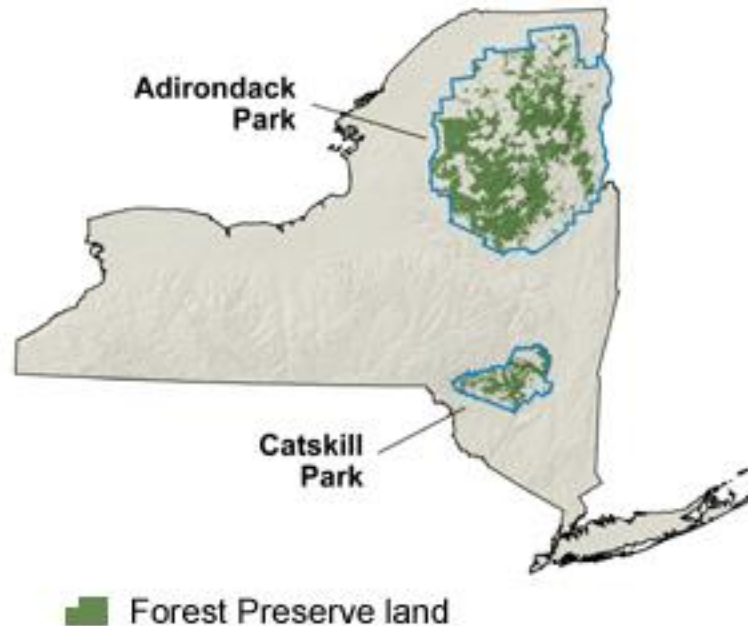 Adirondack
Park
Catskill
Park
Forest Preserve land